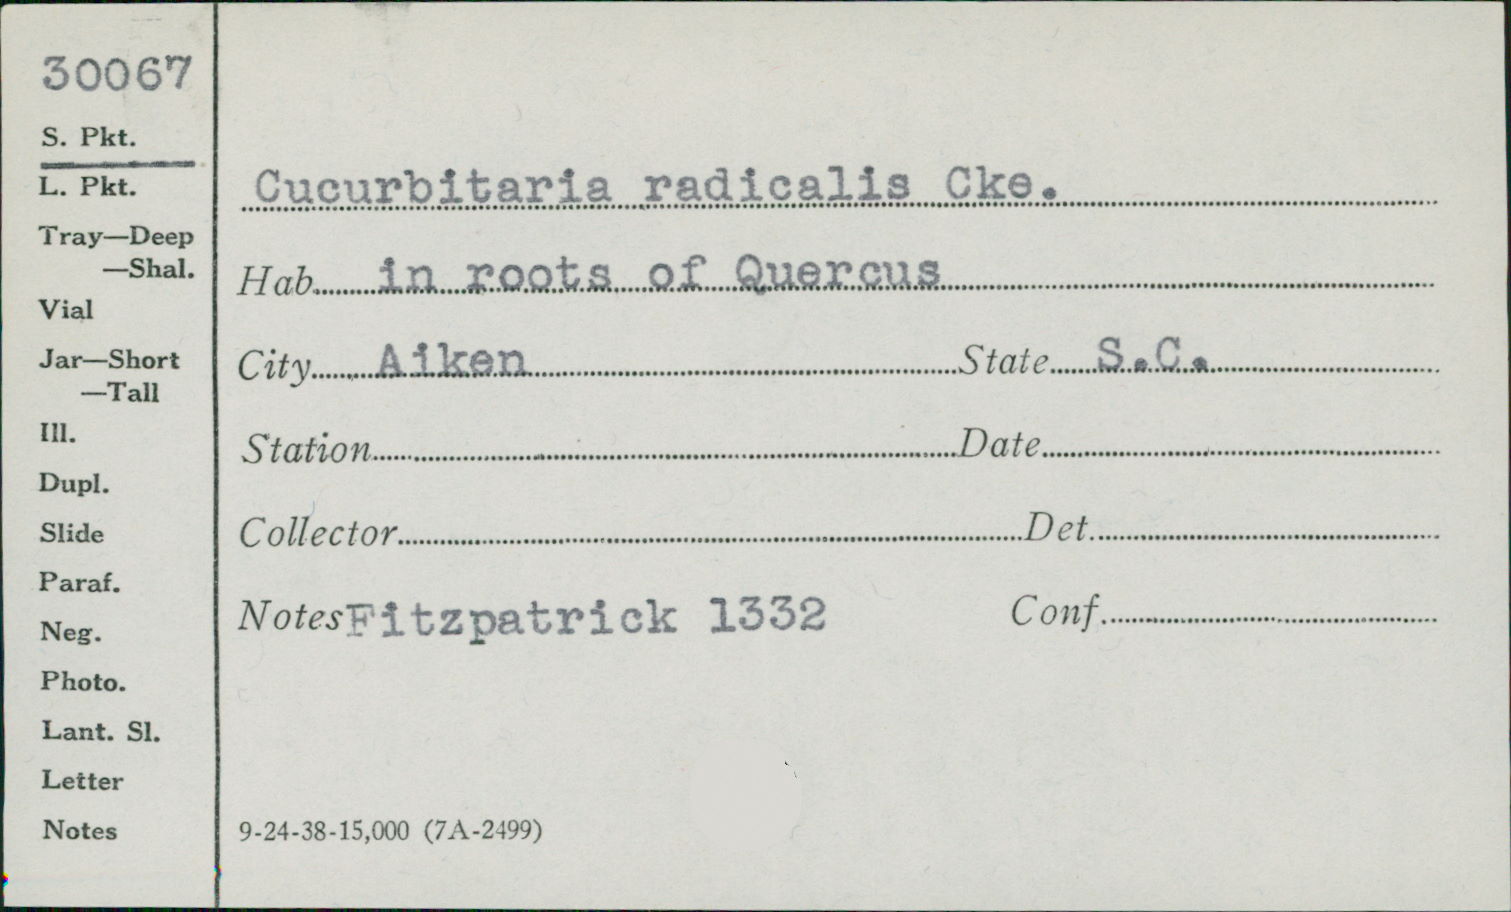 30067
S. Pkt.
L. Pkt.
Tray—Deep
—Shal.
Vial
Jar—Short
—Tall
Ill.
Dupl.
Slide
Paraf.
Neg.
Photo.
Lant. Sl.
Letter
Notes
Cucurbitaria radicalis Cke.
Hab. in roots of Quercus
City Aiken State S.C.
Station Date
Collector Det.
Notes Fitzpatrick 1332 Conf.
9-24-38-15,000 (7A-2499)